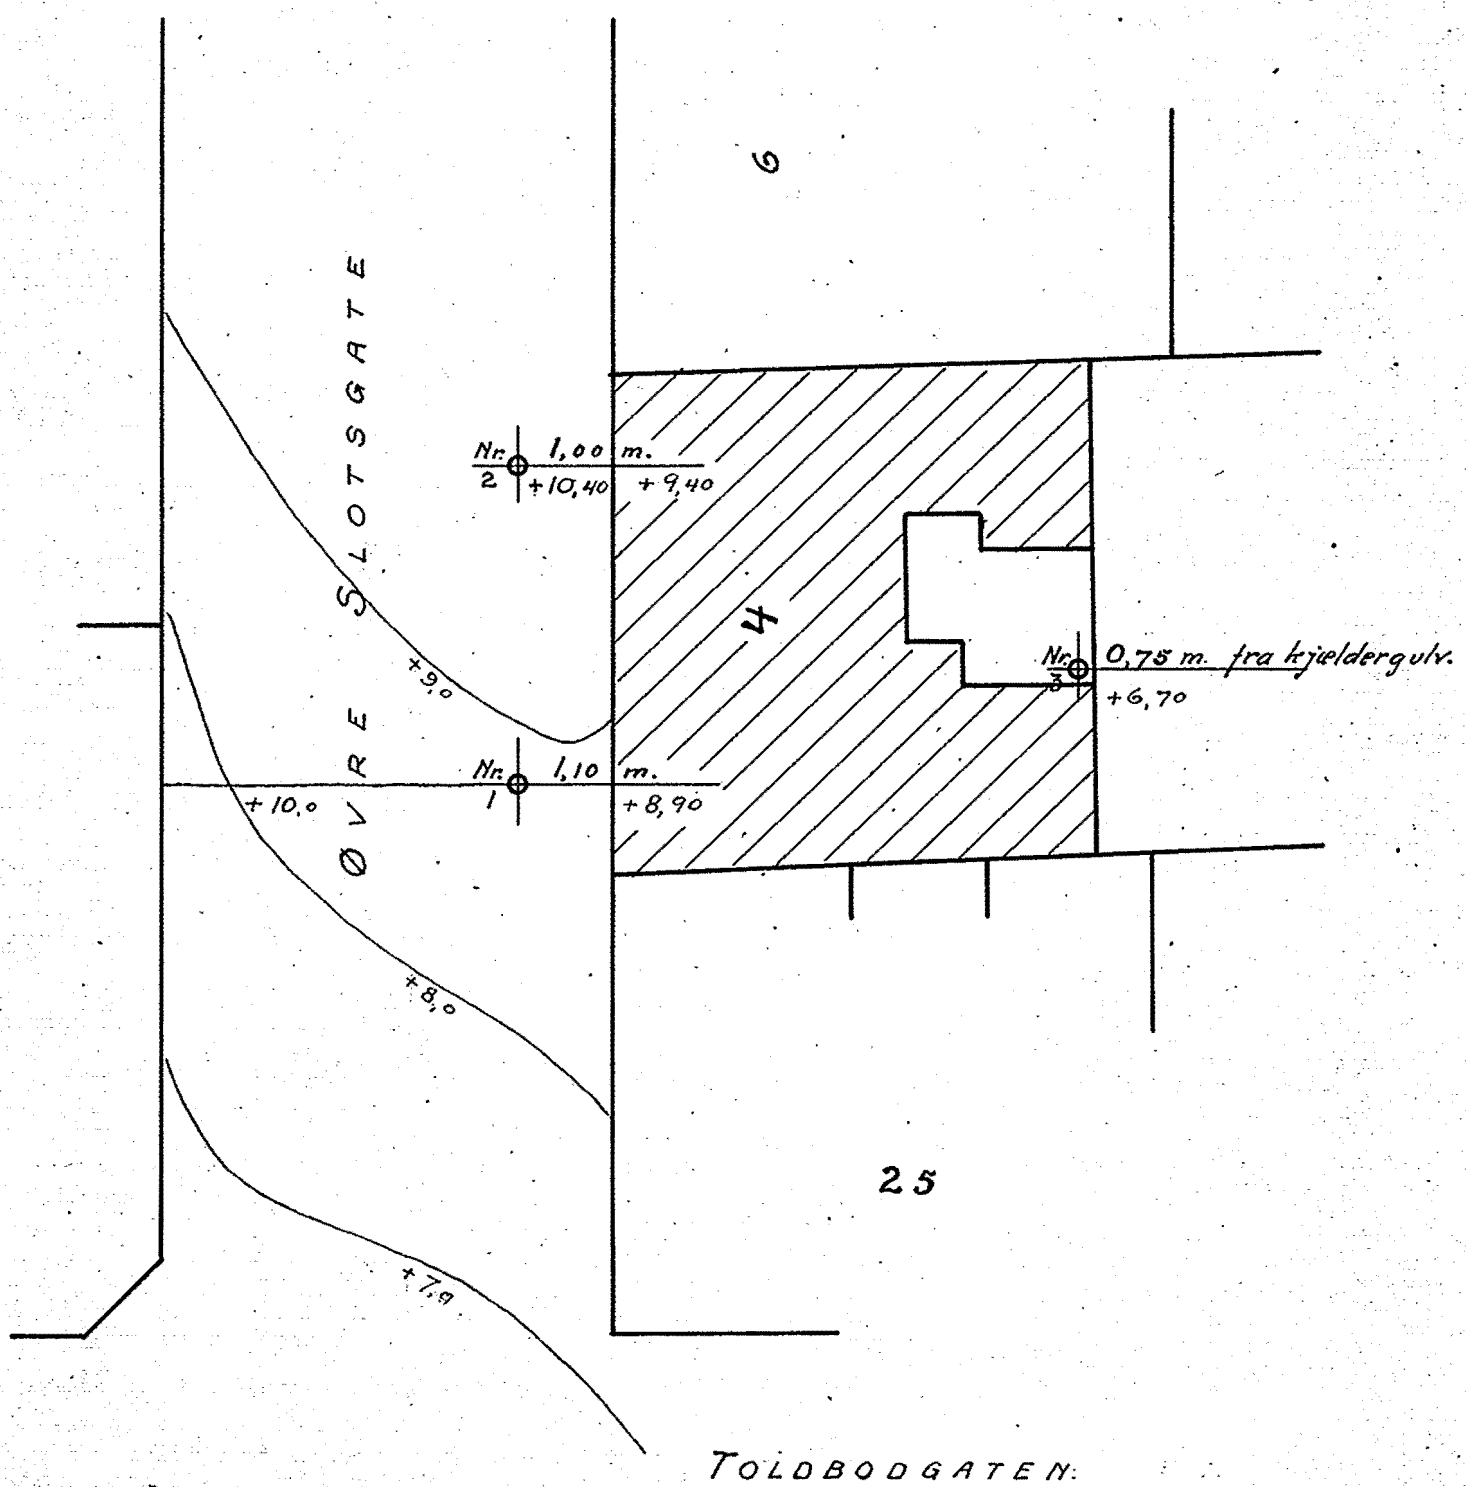 6
ØVRE SLOTSGATE
Nr. 2 1,00 m.
+10,40 +9,40
4
Nr. 3 0,75 m. fra kjældergulv.
+6,70
+9,0
Nr. 1 1,10 m.
+10,0 +8,90
+8,0
25
+7,0
TOLDBODGATEN.